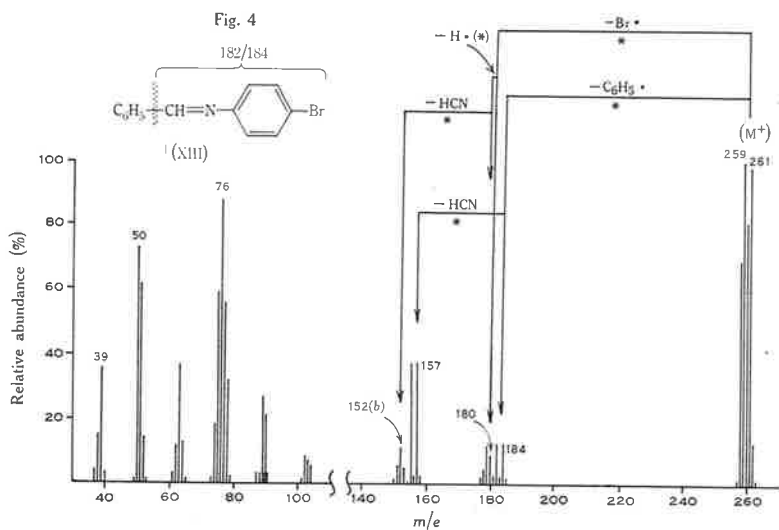 Fig. 4
182/184
C₆H₅ CH=N Br
(XIII)
−Br •
*
− H • (*)
−C₆H₅ •
*
−HCN
*
−HCN
*
(M⁺)
259
261
76
50
39
157
152(b)
180
184
Relative abundance (%)
100
80
60
40
20
40
60
80
100
140
160
180
200
220
240
260
m/e